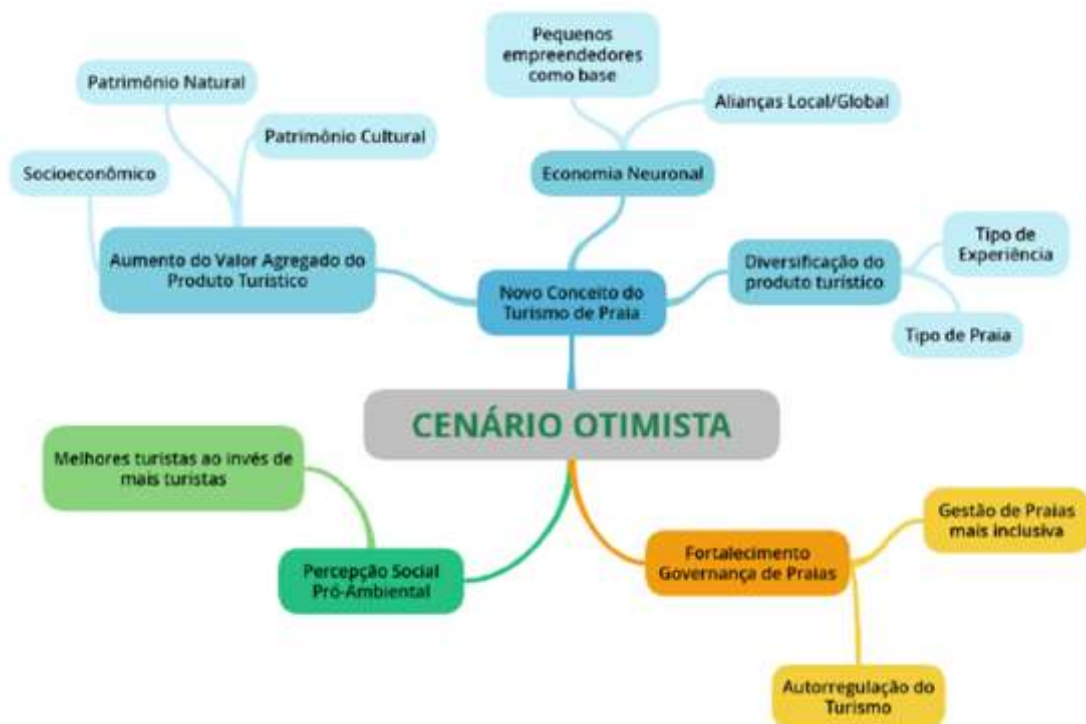 Pequenos
empreendedores
como base
Patrimônio Natural
Alianças Local/Global
Patrimônio Cultural
Socioeconômico
Economia Neuronal
Aumento do Valor Agregado do
Produto Turístico
Novo Conceito do
Turismo de Praia
Diversificação do
produto turístico
Tipo de
Experiência
Tipo de Praia
CENÁRIO OTIMISTA
Melhores turistas ao invés de
mais turistas
Percepção Social
Pró-Ambiental
Fortalecimento
Governança de Praias
Gestão de Praias
mais inclusiva
Autorregulação do
Turismo